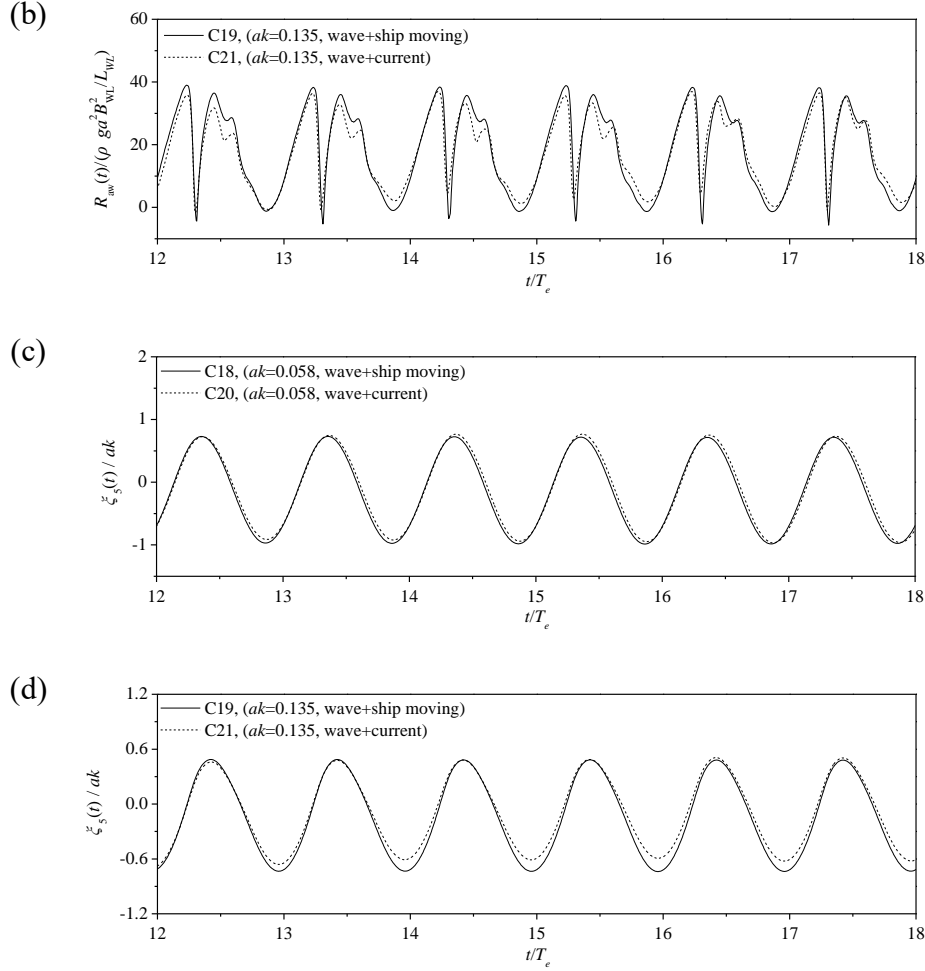 (b)
60
40
20
0
R_aw(t)/(ρ ga²B²_WL/L_WL)
C19, (ak=0.135, wave+ship moving)
C21, (ak=0.135, wave+current)
12 13 14 15 16 17 18
t/T_e
(c)
2
1
0
-1
ξ_5(t) / ak
C18, (ak=0.058, wave+ship moving)
C20, (ak=0.058, wave+current)
12 13 14 15 16 17 18
t/T_e
(d)
1.2
0.6
0.0
-0.6
-1.2
ξ_5(t) / ak
C19, (ak=0.135, wave+ship moving)
C21, (ak=0.135, wave+current)
12 13 14 15 16 17 18
t/T_e